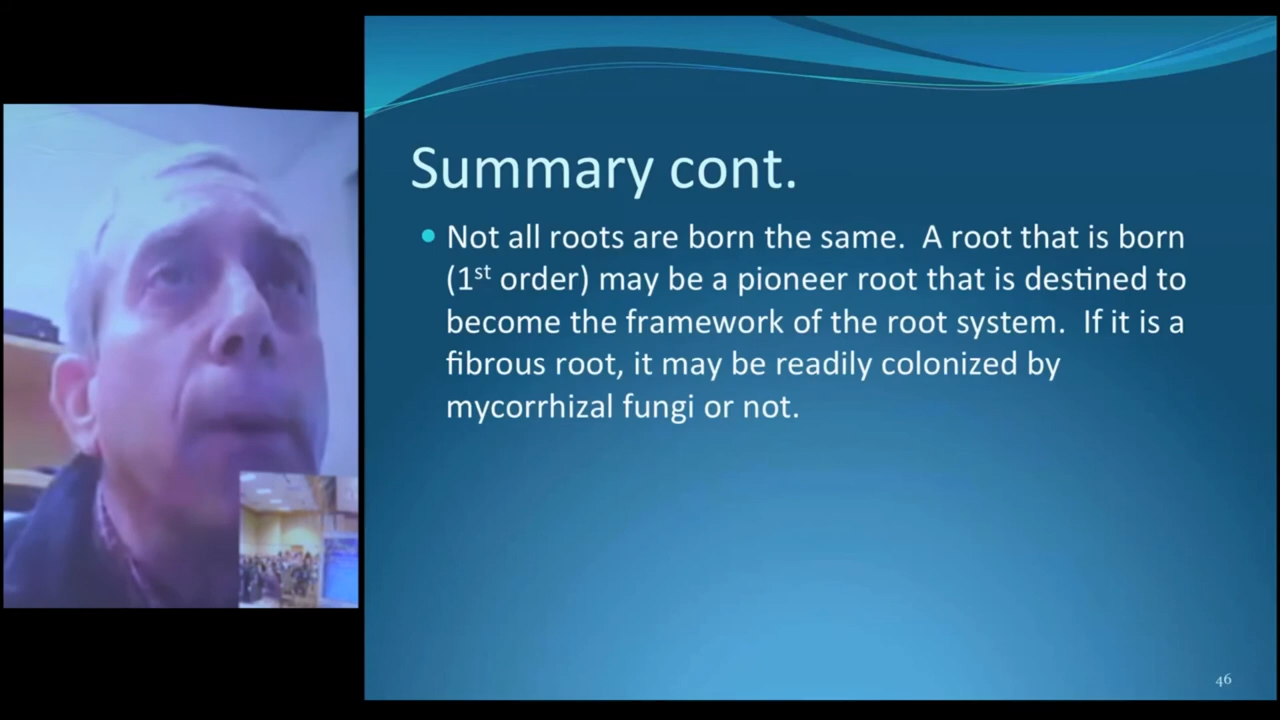 Summary cont.
• Not all roots are born the same.  A root that is born
(1st order) may be a pioneer root that is destined to
become the framework of the root system.  If it is a
fibrous root, it may be readily colonized by
mycorrhizal fungi or not.
46